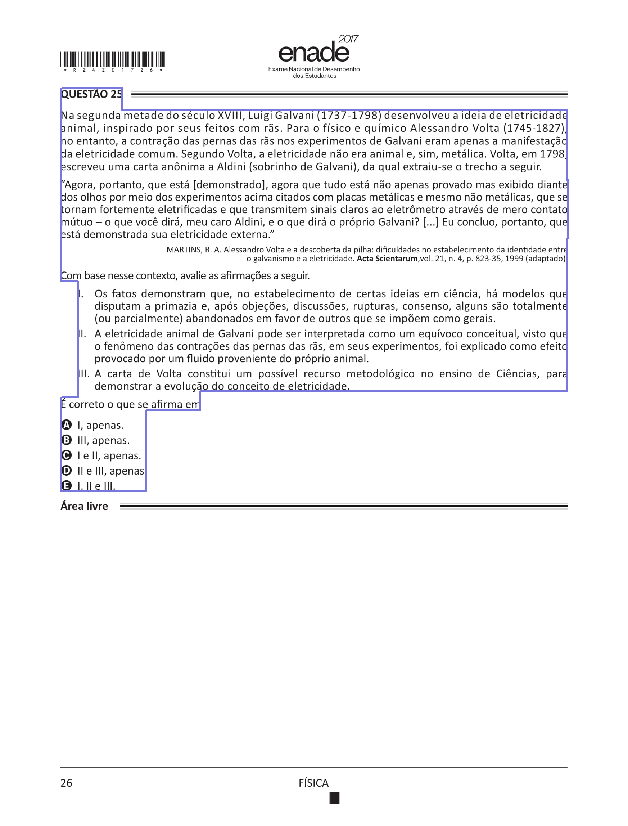 *R2420172 6*
enade 2017
Exame Nacional de Desempenho
dos Estudantes
QUESTÃO 25
Na segunda metade do século XVIII, Luigi Galvani (1737-1798) desenvolveu a ideia de eletricidade
animal, inspirado por seus feitos com rãs. Para o físico e químico Alessandro Volta (1745-1827),
no entanto, a contração das pernas das rãs nos experimentos de Galvani eram apenas a manifestação
da eletricidade comum. Segundo Volta, a eletricidade não era animal e, sim, metálica. Volta, em 1798,
escreveu uma carta anônima a Aldini (sobrinho de Galvani), da qual extraiu-se o trecho a seguir.
“Agora, portanto, que está [demonstrado], agora que tudo está não apenas provado mas exibido diante
dos olhos por meio dos experimentos acima citados com placas metálicas e mesmo não metálicas, que se
tornam fortemente eletrificadas e que transmitem sinais claros ao eletrômetro através de mero contato
mútuo – o que você dirá, meu caro Aldini, e o que dirá o próprio Galvani? [...] Eu concluo, portanto, que
está demonstrada sua eletricidade externa.”
MARTINS, R. A. Alessandro Volta e a descoberta da pilha: dificuldades no estabelecimento da identidade entre
o galvanismo e a eletricidade. Acta Scientarum,vol. 21, n. 4, p. 823-35, 1999 (adaptado).
Com base nesse contexto, avalie as afirmações a seguir.
I. Os fatos demonstram que, no estabelecimento de certas ideias em ciência, há modelos que
disputam a primazia e, após objeções, discussões, rupturas, consenso, alguns são totalmente
(ou parcialmente) abandonados em favor de outros que se impõem como gerais.
II. A eletricidade animal de Galvani pode ser interpretada como um equívoco conceitual, visto que
o fenômeno das contrações das pernas das rãs, em seus experimentos, foi explicado como efeito
provocado por um fluido proveniente do próprio animal.
III. A carta de Volta constitui um possível recurso metodológico no ensino de Ciências, para
demonstrar a evolução do conceito de eletricidade.
É correto o que se afirma em
A I, apenas.
B III, apenas.
C I e II, apenas.
D II e III, apenas
E I, II e III.
Área livre
26 FÍSICA